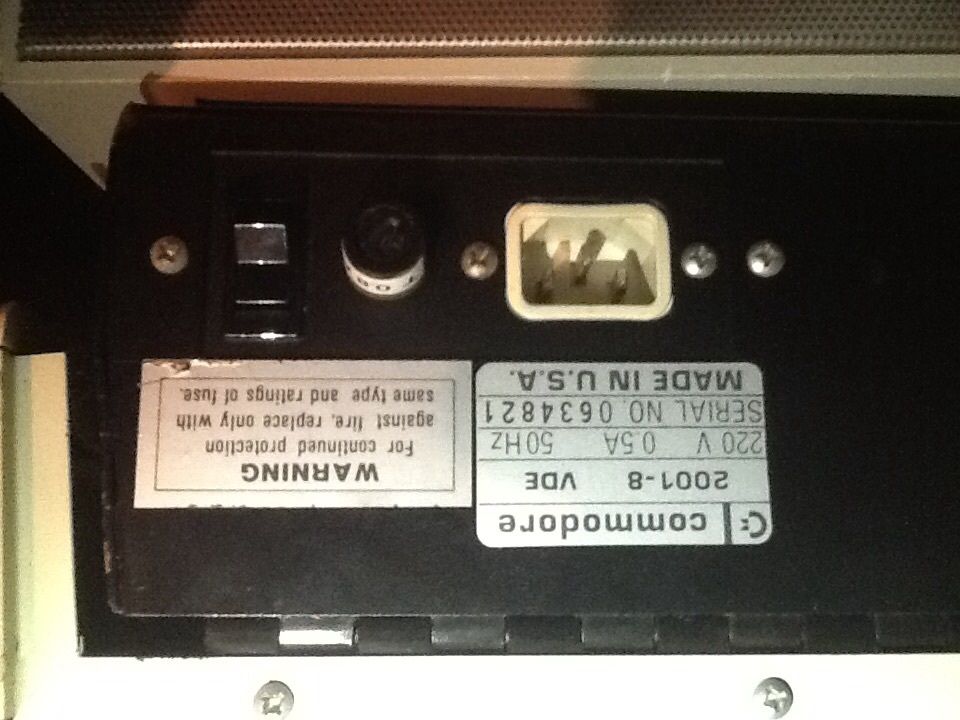 commodore
2001-8 VDE
220 V 0.5A 50Hz
SERIAL NO 0634821
MADE IN U.S.A.
WARNING
For continued protection
against fire, replace only with
same type and ratings of fuse.